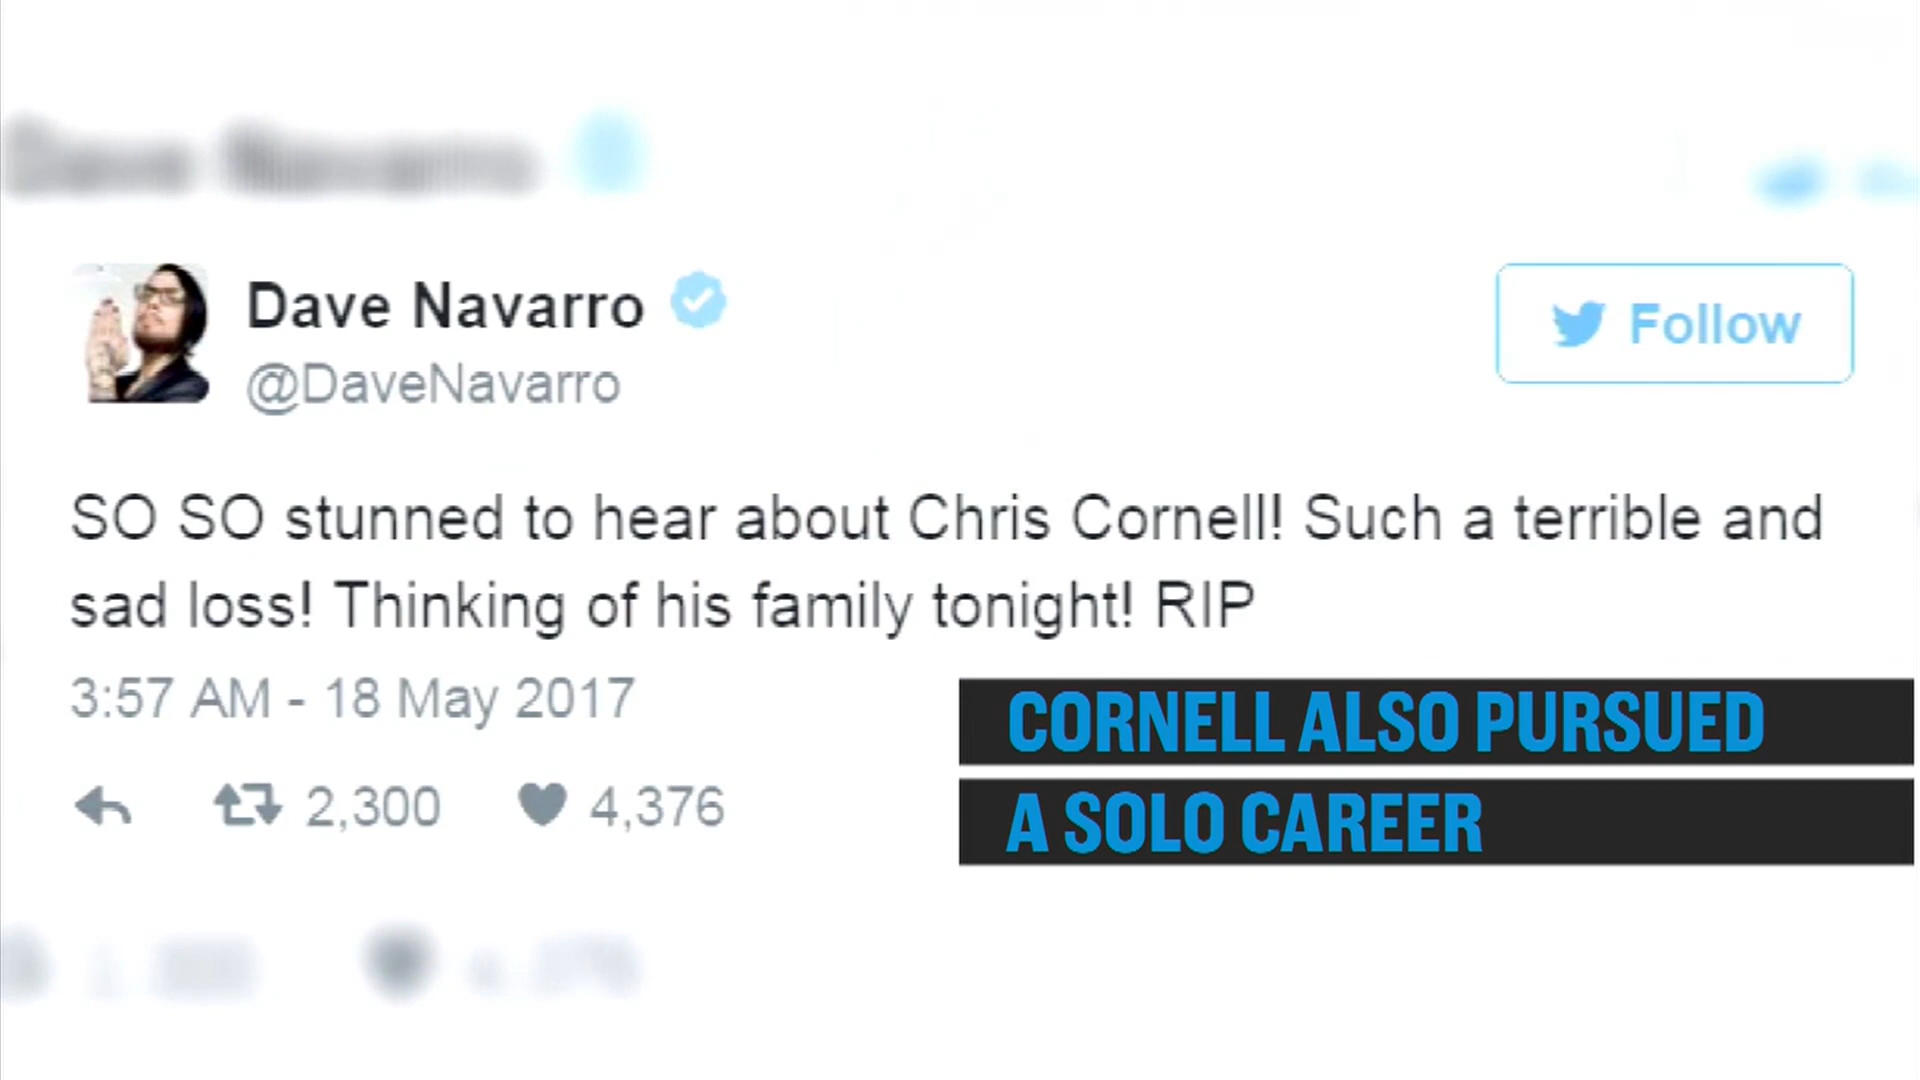 Dave Navarro
Dave Navarro
@DaveNavarro
Follow
SO SO stunned to hear about Chris Cornell! Such a terrible and
sad loss! Thinking of his family tonight! RIP
3:57 AM - 18 May 2017
2,300 4,376
CORNELL ALSO PURSUED
A SOLO CAREER